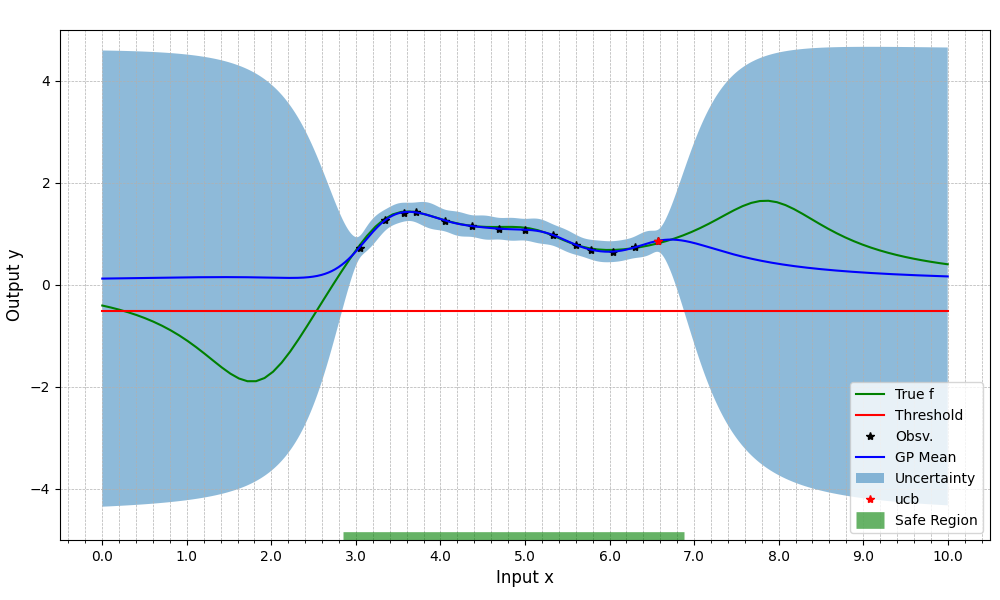 Output y
4
2
0
−2
−4
0.0 1.0 2.0 3.0 4.0 5.0 6.0 7.0 8.0 9.0 10.0
Input x
True f
Threshold
Obsv.
GP Mean
Uncertainty
ucb
Safe Region